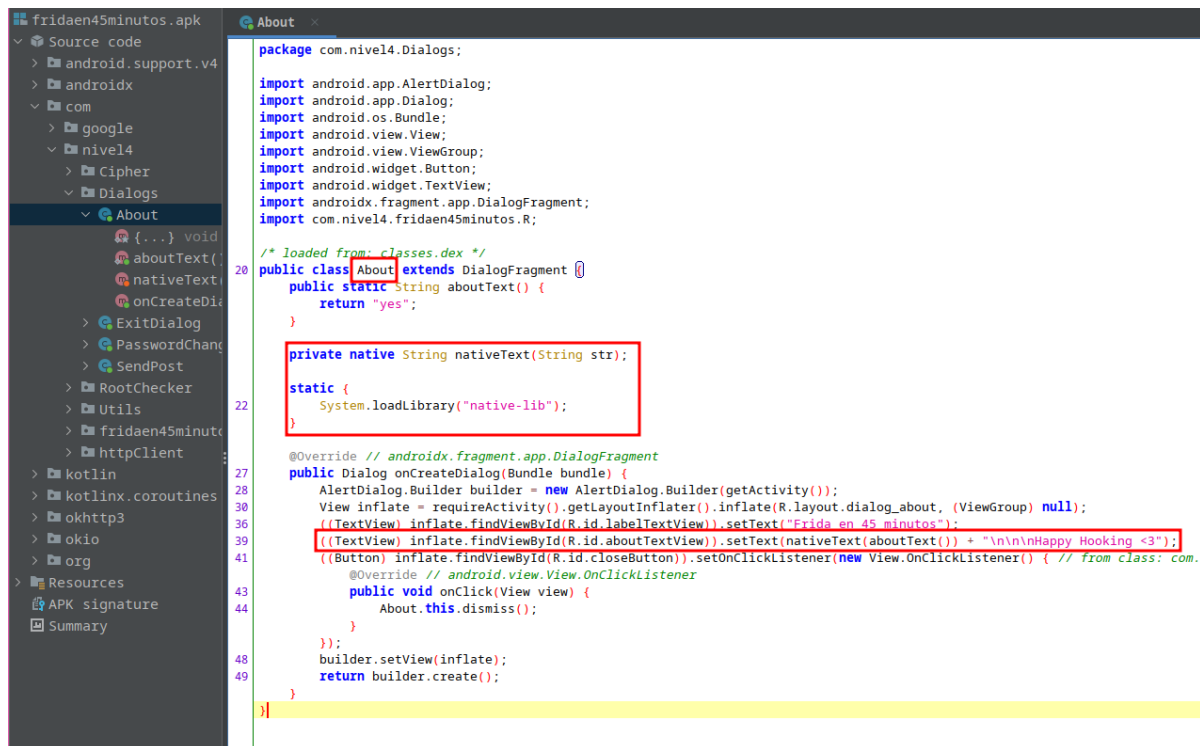 fridaen45minutos.apk
Source code
android.support.v4
androidx
com
google
nivel4
Cipher
Dialogs
About
{...} void
aboutText()
nativeText(
onCreateDia
ExitDialog
PasswordChang
SendPost
RootChecker
Utils
fridaen45minuto
httpClient
kotlin
kotlinx.coroutines
okhttp3
okio
org
Resources
APK signature
Summary
About ×
package com.nivel4.Dialogs;
import android.app.AlertDialog;
import android.app.Dialog;
import android.os.Bundle;
import android.view.View;
import android.view.ViewGroup;
import android.widget.Button;
import android.widget.TextView;
import androidx.fragment.app.DialogFragment;
import com.nivel4.fridaen45minutos.R;
/* loaded from: classes.dex */
20 public class About extends DialogFragment {
public static String aboutText() {
return "yes";
}
private native String nativeText(String str);
static {
22 System.loadLibrary("native-lib");
}
@Override // androidx.fragment.app.DialogFragment
27 public Dialog onCreateDialog(Bundle bundle) {
28 AlertDialog.Builder builder = new AlertDialog.Builder(getActivity());
30 View inflate = requireActivity().getLayoutInflater().inflate(R.layout.dialog_about, (ViewGroup) null);
36 ((TextView) inflate.findViewById(R.id.labelTextView)).setText("Frida en 45 minutos");
39 ((TextView) inflate.findViewById(R.id.aboutTextView)).setText(nativeText(aboutText()) + "\n\n\nHappy Hooking <3");
41 ((Button) inflate.findViewById(R.id.closeButton)).setOnClickListener(new View.OnClickListener() { // from class: com.
@Override // android.view.View.OnClickListener
43 public void onClick(View view) {
44 About.this.dismiss();
}
});
48 builder.setView(inflate);
49 return builder.create();
}
}